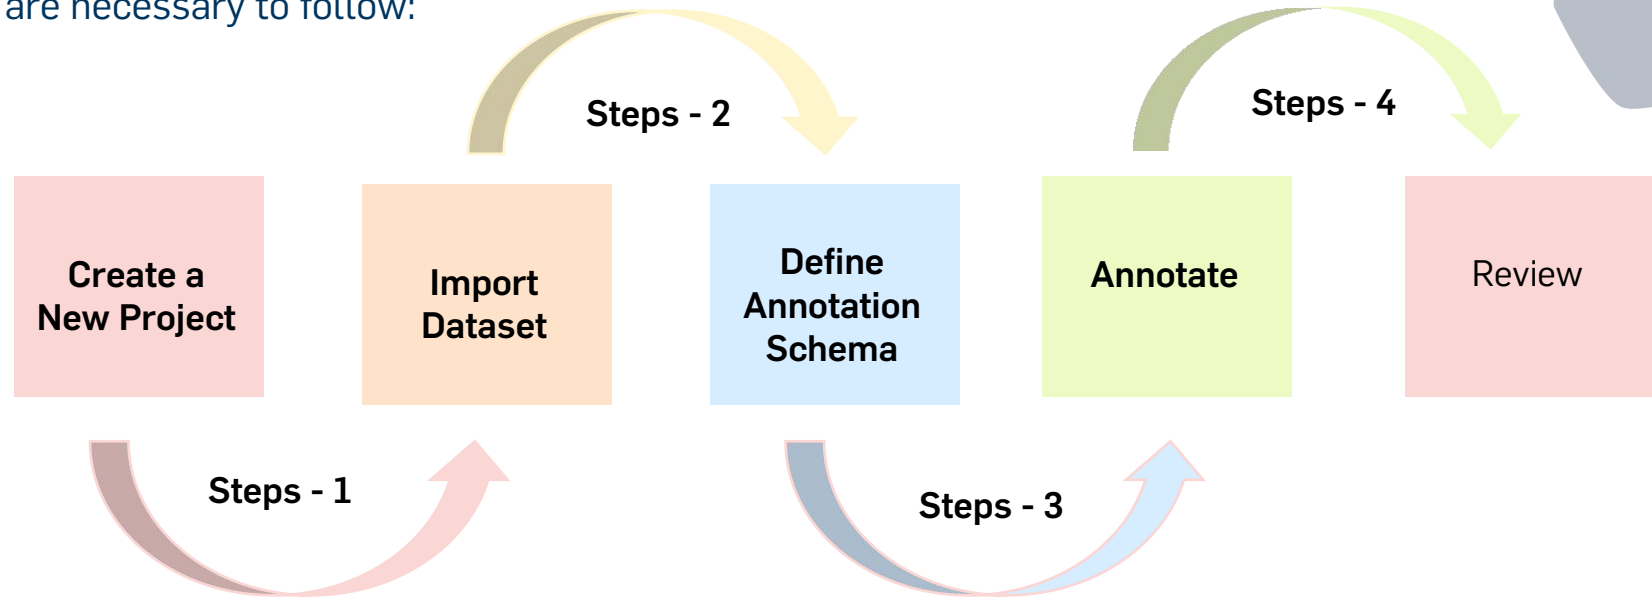 are necessary to follow:
Steps - 2
Steps - 4
Create a
New Project
Import
Dataset
Define
Annotation
Schema
Annotate
Review
Steps - 1
Steps - 3